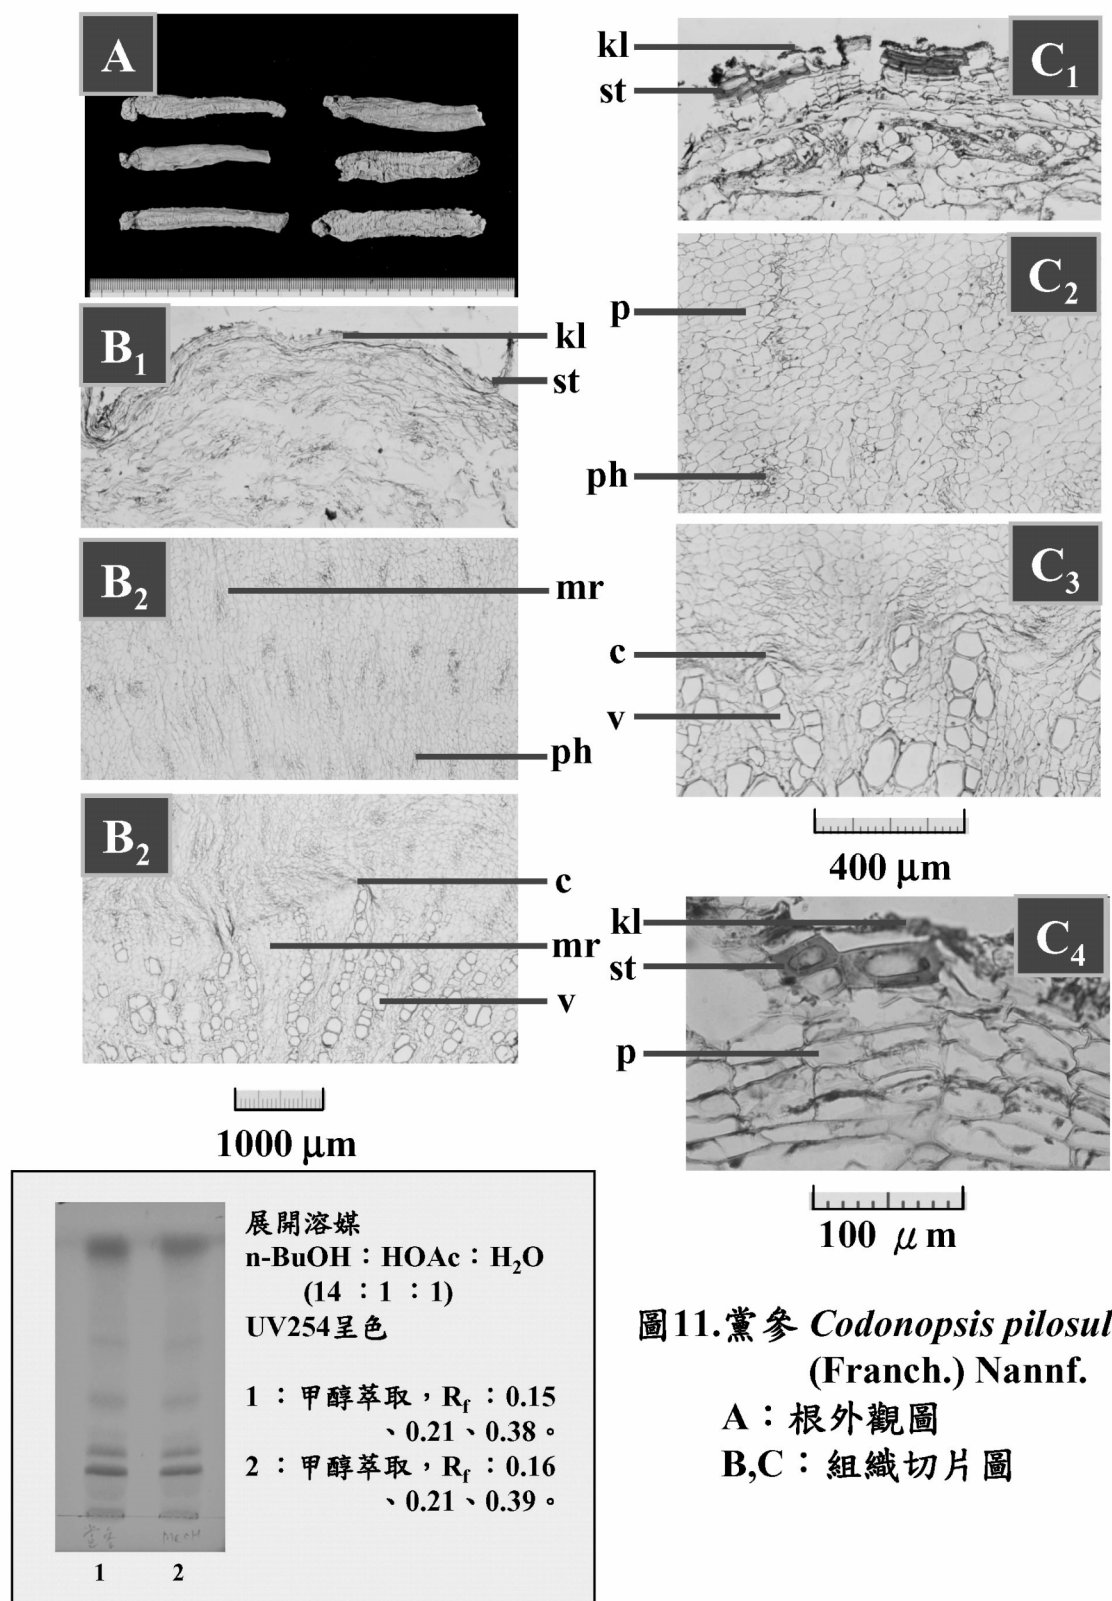 A
B₁
kl
st
B₂
mr
ph
B₂
c
mr
v
1000 μm
C₁
kl
st
C₂
p
ph
C₃
c
v
400 μm
C₄
kl
st
p
100 μm
展開溶媒
n-BuOH：HOAc：H₂O
(14 ：1 ：1)
UV254呈色
1 ：甲醇萃取，Rf ：0.15
、0.21、0.38。
2 ：甲醇萃取，Rf ：0.16
、0.21、0.39。
黨參 MeOH
1 2
圖11.黨參 Codonopsis pilosul
(Franch.) Nannf.
A：根外觀圖
B,C：組織切片圖